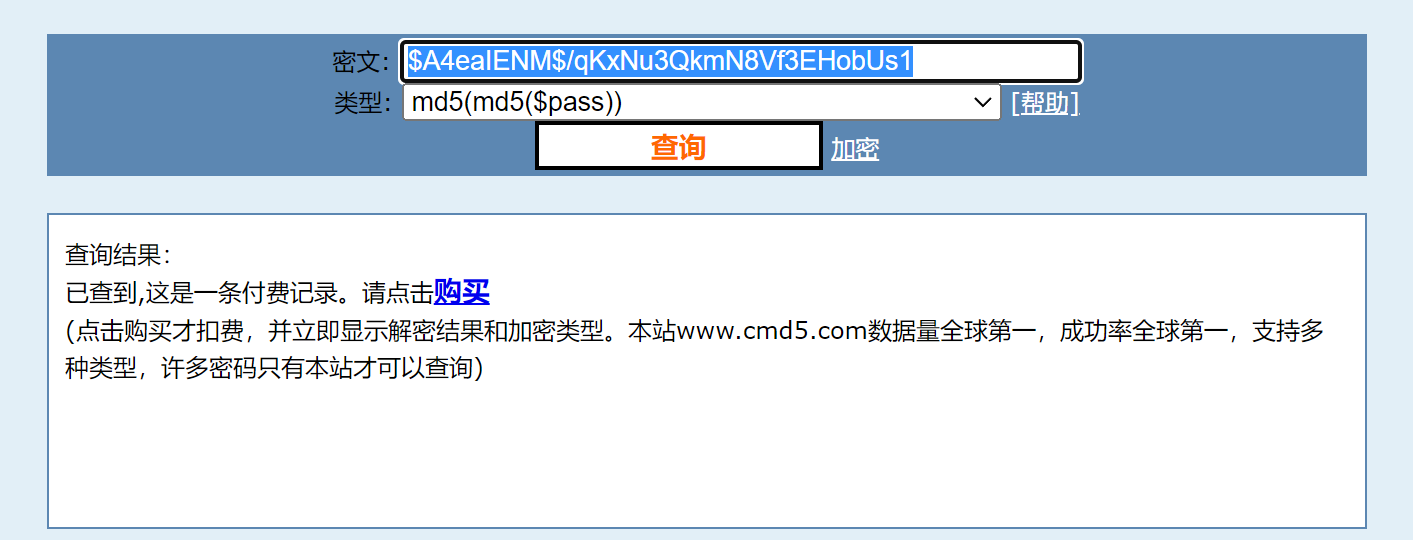 密文: $A4eaIENM$/qKxNu3QkmN8Vf3EHobUs1
类型: md5(md5($pass)) [帮助]
查询 加密
查询结果:
已查到,这是一条付费记录。请点击购买
(点击购买才扣费，并立即显示解密结果和加密类型。本站www.cmd5.com数据量全球第一，成功率全球第一，支持多
种类型，许多密码只有本站才可以查询)